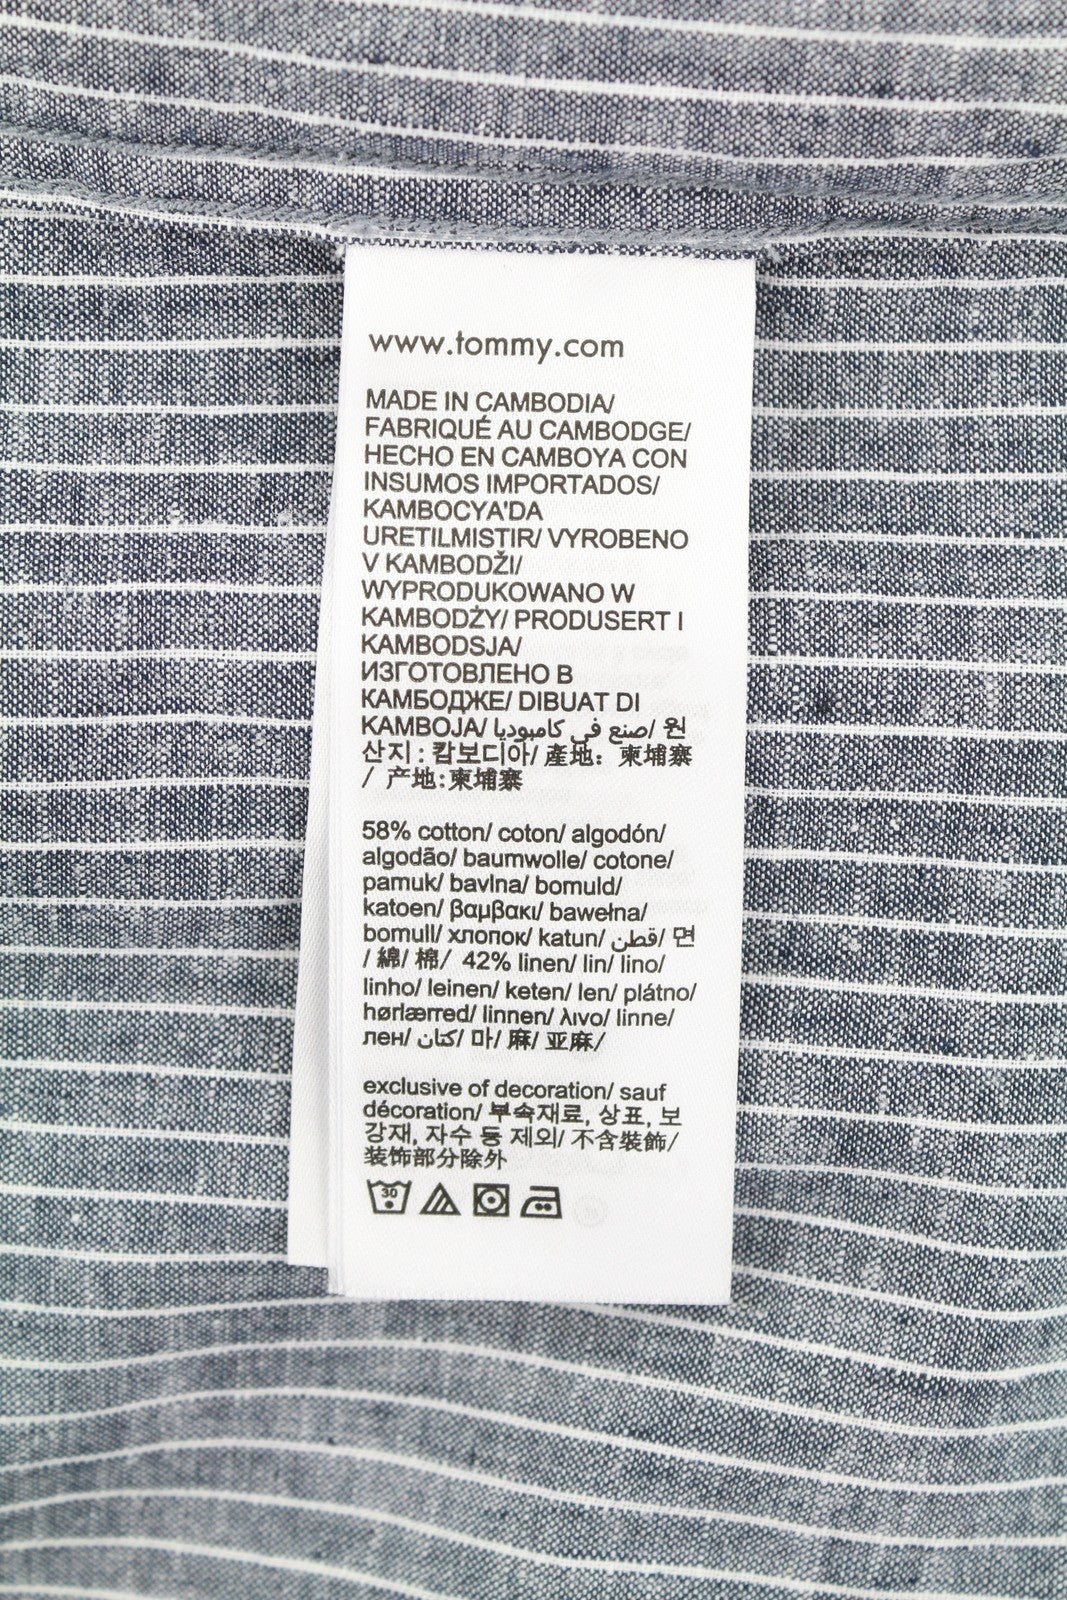 www.tommy.com
MADE IN CAMBODIA/
FABRIQUÉ AU CAMBODGE/
HECHO EN CAMBOYA CON
INSUMOS IMPORTADOS/
KAMBOCYA'DA
URETILMISTIR/ VYROBENO
V KAMBODŽI/
WYPRODUKOWANO W
KAMBODŻY/ PRODUSERT I
KAMBODSJA/
ИЗГОТОВЛЕНО В
КАМБОДЖЕ/ DIBUAT DI
KAMBOJA/ صنع في كامبوديا/ 원
산지 : 캄보디아/ 產地: 柬埔寨
/ 产地:柬埔寨
58% cotton/ coton/ algodón/
algodão/ baumwolle/ cotone/
pamuk/ bavlna/ bomuld/
katoen/ βαμβακι/ bawełna/
bomull/ хлопок/ katun/ قطن/ 면
/ 綿/ 棉/ 42% linen/ lin/ lino/
linho/ leinen/ keten/ len/ plátno/
hørlærred/ linnen/ λινο/ linne/
лен/ كتان/ 마/ 麻/ 亚麻/
exclusive of decoration/ sauf
décoration/ 부속재료, 상표, 보
강재, 자수 등 제외/ 不含裝飾/
装饰部分除外
30